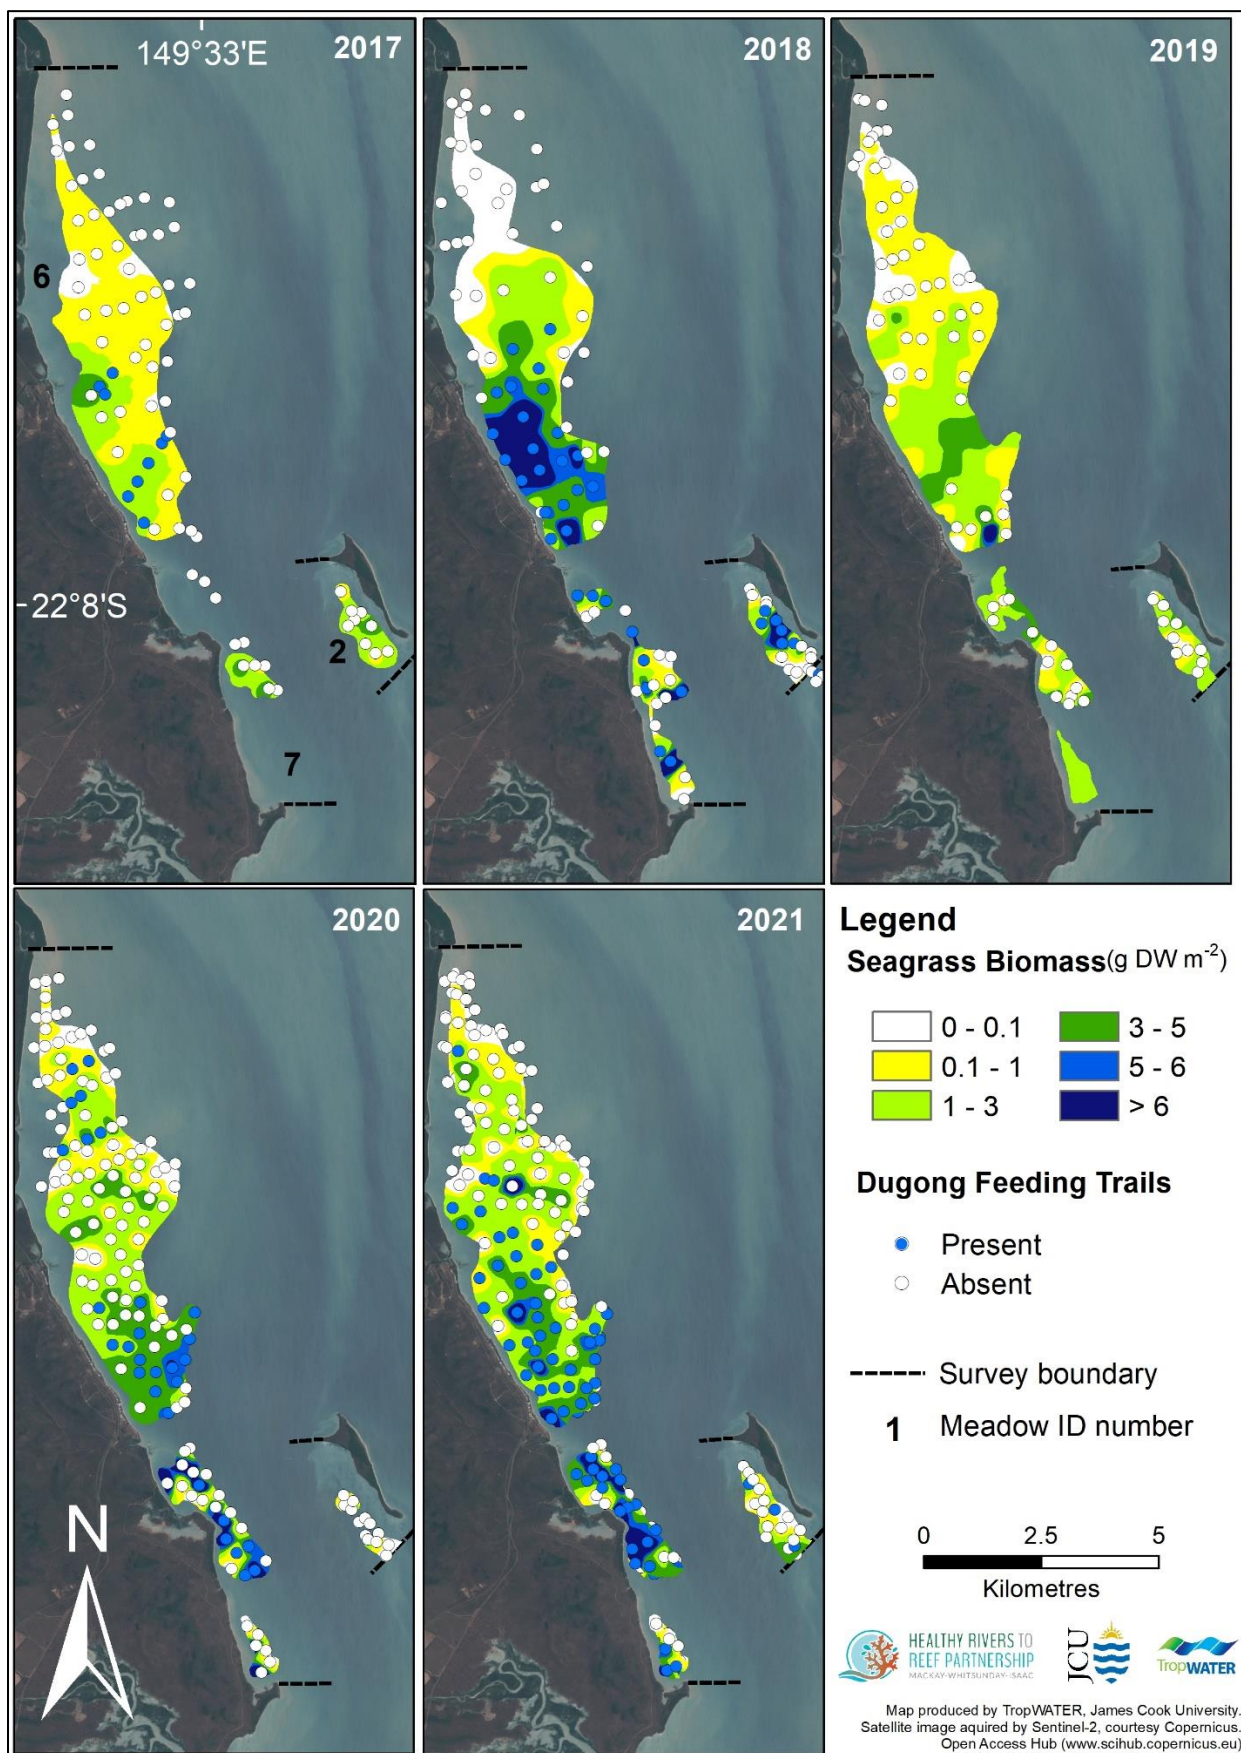 149°33'E
2017
2018
2019
6
22°8'S
2
7
2020
2021
N
Legend
Seagrass Biomass (g DW m-2)
0 - 0.1
3 - 5
0.1 - 1
5 - 6
1 - 3
> 6
Dugong Feeding Trails
Present
Absent
Survey boundary
1 Meadow ID number
0 2.5 5
Kilometres
HEALTHY RIVERS TO
REEF PARTNERSHIP
MACKAY-WHITSUNDAY-ISAAC
JCU
TropWATER
Map produced by TropWATER, James Cook University.
Satellite image aquired by Sentinel-2, courtesy Copernicus.
Open Access Hub (www.scihub.copernicus.eu)